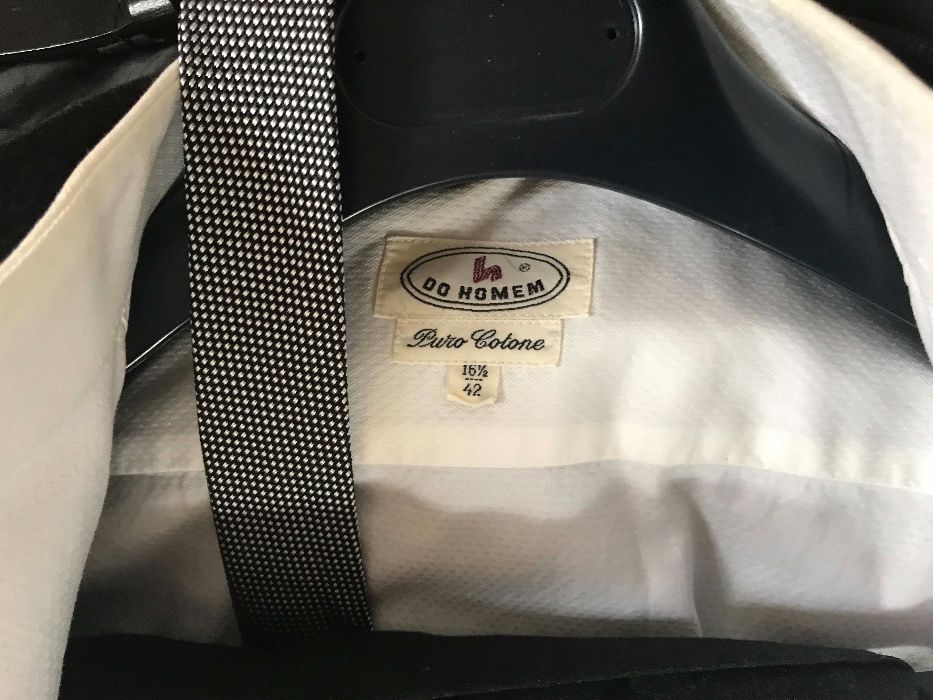 h ®
DO HOMEM
Puro Cotone
16½
42